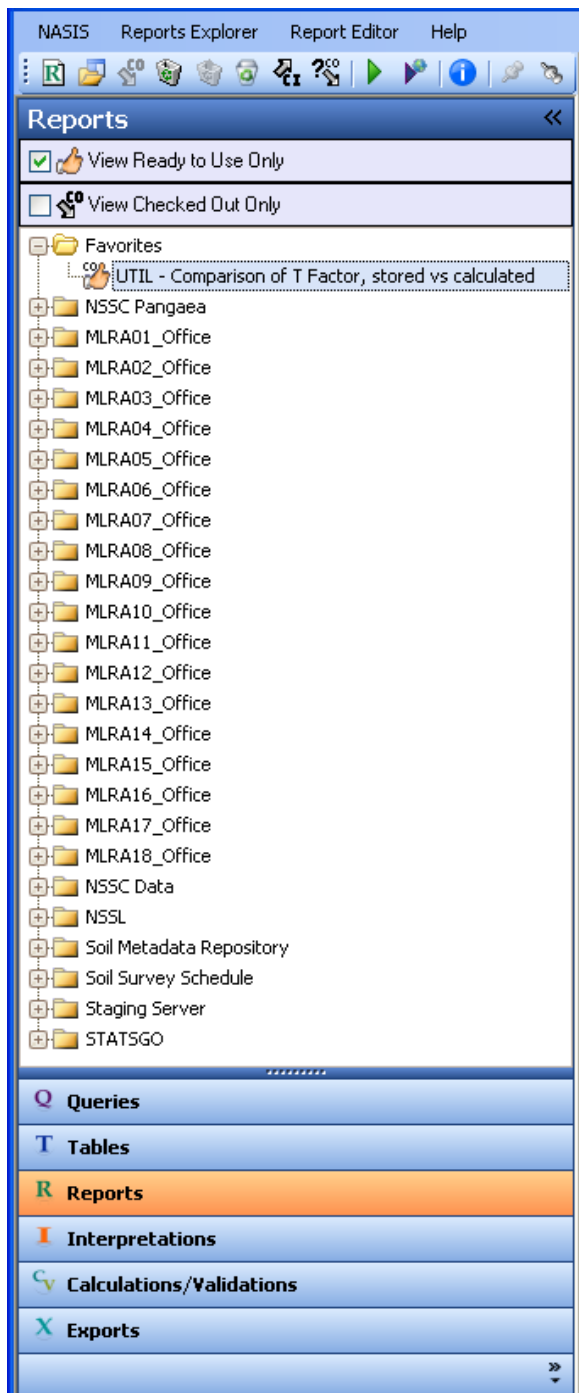 NASIS Reports Explorer Report Editor Help
Reports
View Ready to Use Only
View Checked Out Only
Favorites
UTIL - Comparison of T Factor, stored vs calculated
NSSC Pangaea
MLRA01_Office
MLRA02_Office
MLRA03_Office
MLRA04_Office
MLRA05_Office
MLRA06_Office
MLRA07_Office
MLRA08_Office
MLRA09_Office
MLRA10_Office
MLRA11_Office
MLRA12_Office
MLRA13_Office
MLRA14_Office
MLRA15_Office
MLRA16_Office
MLRA17_Office
MLRA18_Office
NSSC Data
NSSL
Soil Metadata Repository
Soil Survey Schedule
Staging Server
STATSGO
Q Queries
T Tables
R Reports
I Interpretations
CV Calculations/Validations
X Exports